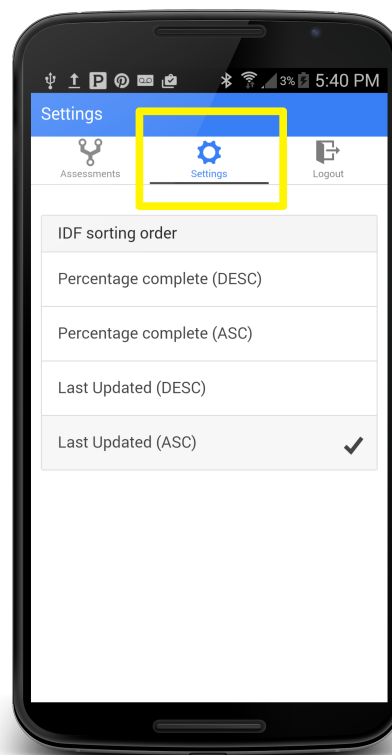 3% 5:40 PM
Settings
Assessments
Settings
Logout
IDF sorting order
Percentage complete (DESC)
Percentage complete (ASC)
Last Updated (DESC)
Last Updated (ASC)